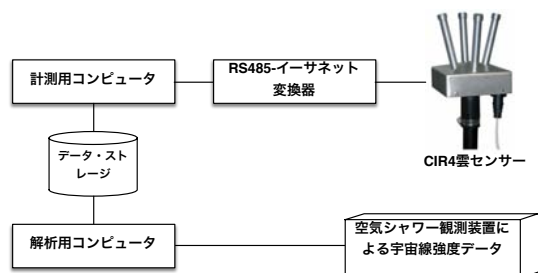 計測用コンピュータ
RS485-イーサネット
変換器
CIR4雲センサー
データ・スト
レージ
解析用コンピュータ
空気シャワー観測装置に
よる宇宙線強度データ